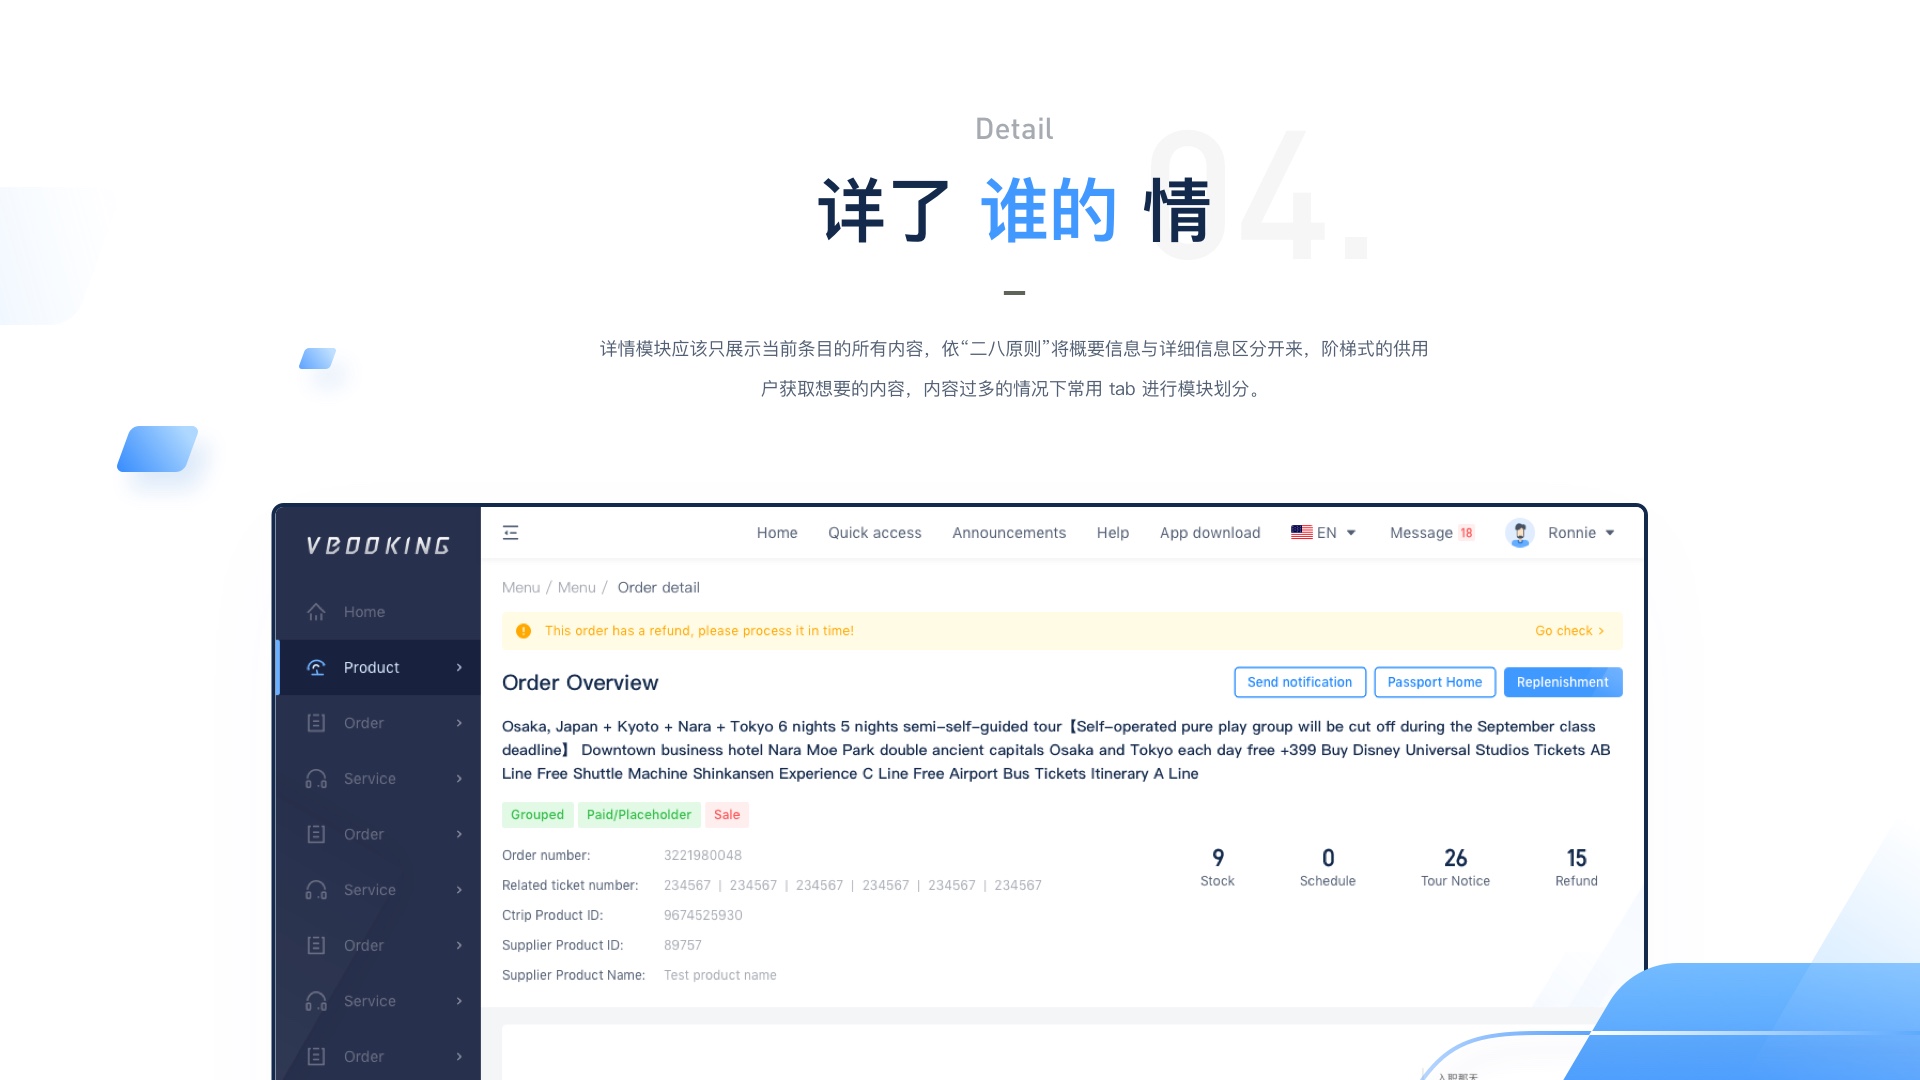 Detail
04.
详了 谁的 情
详情模块应该只展示当前条目的所有内容，依“二八原则”将概要信息与详细信息区分开来，阶梯式的供用
户获取想要的内容，内容过多的情况下常用 tab 进行模块划分。
VBOOKING
Home Quick access Announcements Help App download EN Message 18 Ronnie
Menu / Menu / Order detail
This order has a refund, please process it in time! Go check >
Order Overview
Send notification Passport Home Replenishment
Osaka, Japan + Kyoto + Nara + Tokyo 6 nights 5 nights semi-self-guided tour【Self-operated pure play group will be cut off during the September class
deadline】 Downtown business hotel Nara Moe Park double ancient capitals Osaka and Tokyo each day free +399 Buy Disney Universal Studios Tickets AB
Line Free Shuttle Machine Shinkansen Experience C Line Free Airport Bus Tickets Itinerary A Line
Grouped Paid/Placeholder Sale
Order number: 3221980048
Related ticket number: 234567 | 234567 | 234567 | 234567 | 234567 | 234567
Ctrip Product ID: 9674525930
Supplier Product ID: 89757
Supplier Product Name: Test product name
9 0 26 15
Stock Schedule Tour Notice Refund
Home
Product
Order
Service
Order
Service
Order
Service
Order